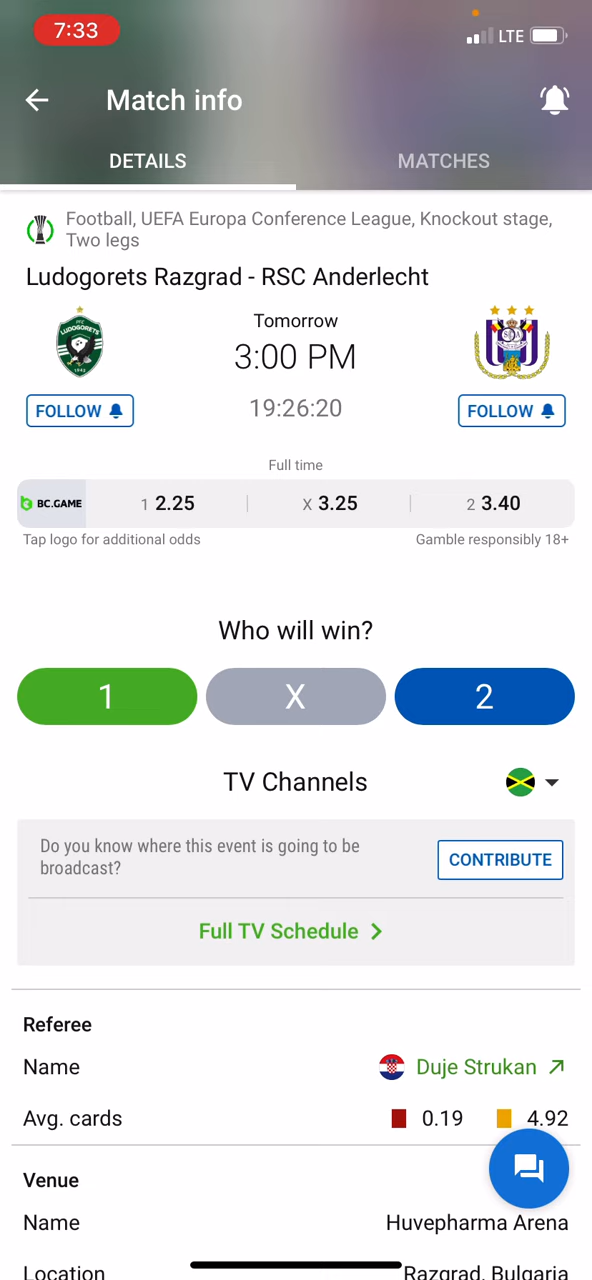 7:33
LTE
Match info
DETAILS
MATCHES
Football, UEFA Europa Conference League, Knockout stage,
Two legs
Ludogorets Razgrad - RSC Anderlecht
LUDOGORETS
1945
Tomorrow
3:00 PM
19:26:20
FOLLOW
FOLLOW
Full time
BC.GAME
1 2.25
X 3.25
2 3.40
Tap logo for additional odds
Gamble responsibly 18+
Who will win?
1
X
2
TV Channels
Do you know where this event is going to be
broadcast?
CONTRIBUTE
Full TV Schedule
Referee
Name
Duje Strukan
Avg. cards
0.19
4.92
Venue
Name
Huvepharma Arena
Location
Razgrad, Bulgaria